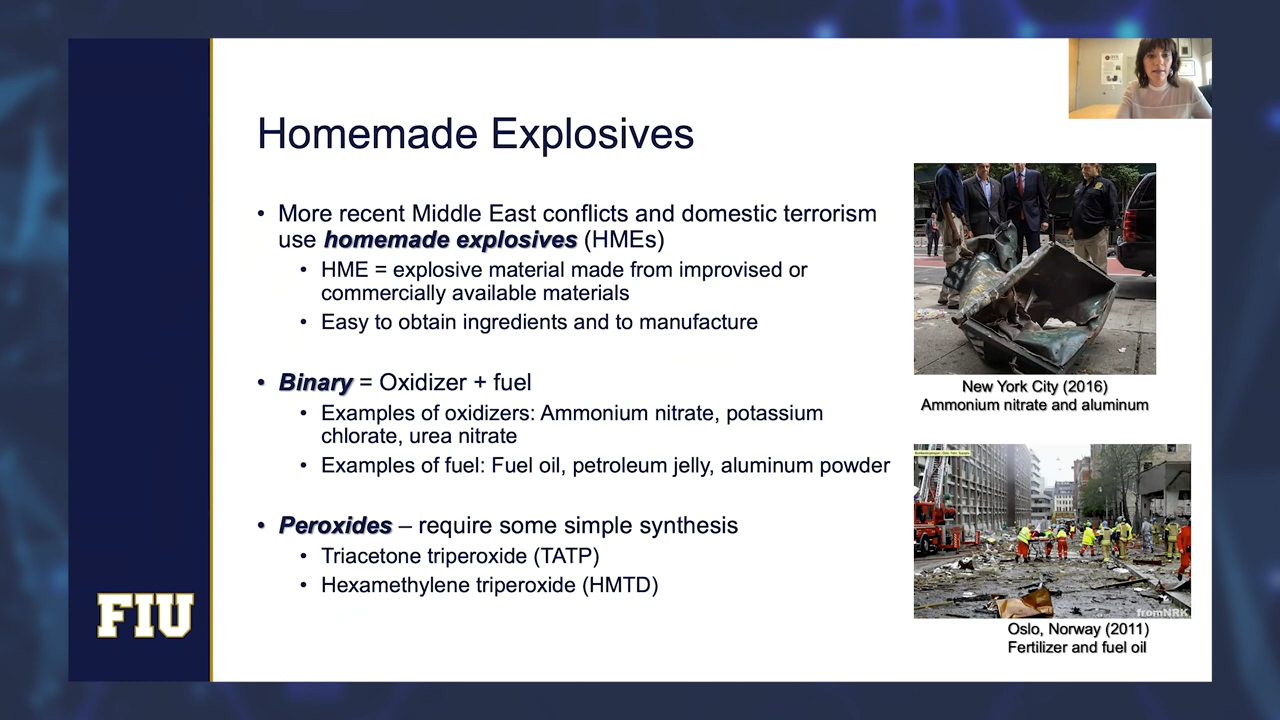 Homemade Explosives
• More recent Middle East conflicts and domestic terrorism
use homemade explosives (HMEs)
• HME = explosive material made from improvised or
commercially available materials
• Easy to obtain ingredients and to manufacture
• Binary = Oxidizer + fuel
• Examples of oxidizers: Ammonium nitrate, potassium
chlorate, urea nitrate
• Examples of fuel: Fuel oil, petroleum jelly, aluminum powder
• Peroxides – require some simple synthesis
• Triacetone triperoxide (TATP)
• Hexamethylene triperoxide (HMTD)
New York City (2016)
Ammonium nitrate and aluminum
fromNRK
Oslo, Norway (2011)
Fertilizer and fuel oil
FIU